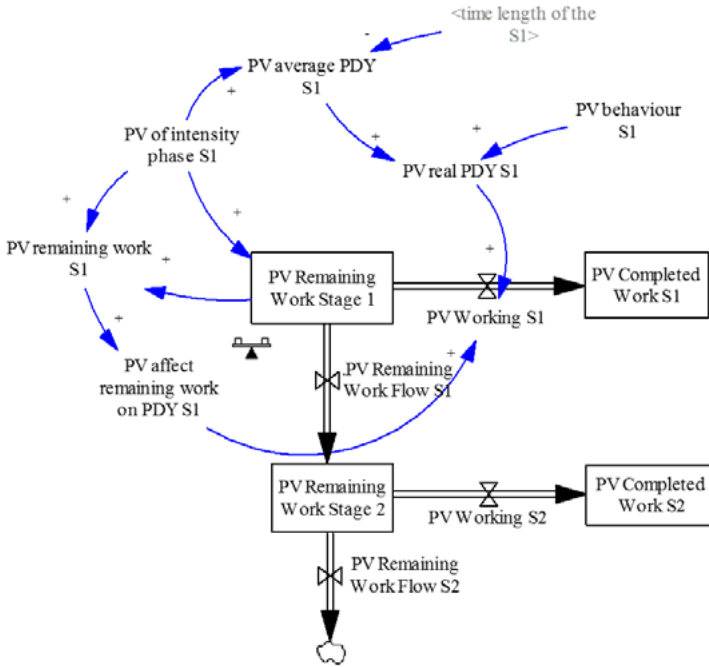 <time length of the
S1>
-
PV average PDY
S1
+
PV behaviour
S1
+
+
PV of intensity
phase S1
PV real PDY S1
+
+
PV remaining work
S1
+
+
PV Remaining
Work Stage 1
PV Completed
Work S1
PV Working S1
+
PV affect
remaining work
on PDY S1
+
.PV Remaining
Work Flow S1
PV Remaining
Work Stage 2
PV Completed
Work S2
PV Working S2
PV Remaining
Work Flow S2